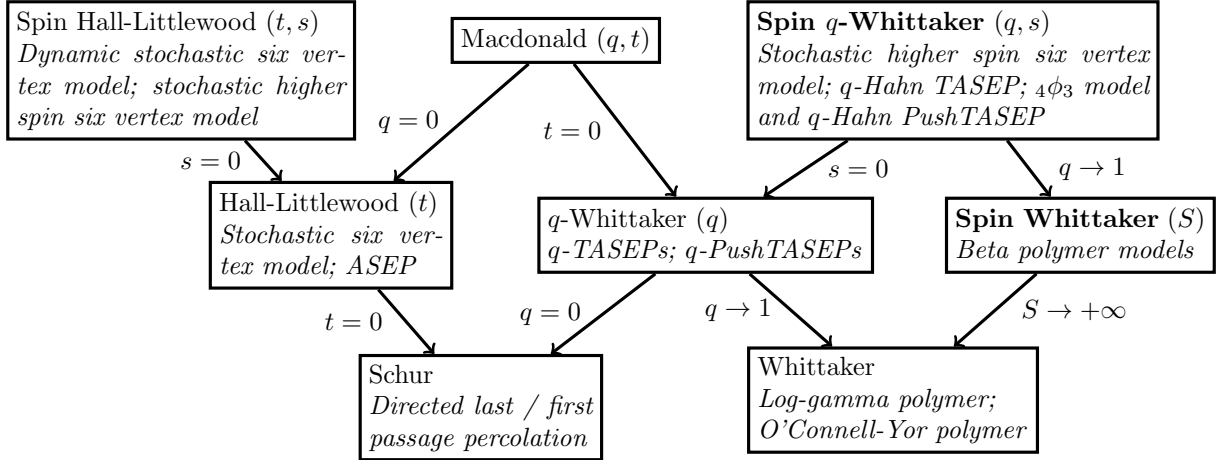 Spin Hall-Littlewood (t, s)
Dynamic stochastic six ver-
tex model; stochastic higher
spin six vertex model
Macdonald (q, t)
Spin q-Whittaker (q, s)
Stochastic higher spin six vertex
model; q-Hahn TASEP; ₄ϕ₃ model
and q-Hahn PushTASEP
s = 0
q = 0
t = 0
s = 0
q → 1
Hall-Littlewood (t)
Stochastic six ver-
tex model; ASEP
q-Whittaker (q)
q-TASEPs; q-PushTASEPs
Spin Whittaker (S)
Beta polymer models
t = 0
q = 0
q → 1
S → +∞
Schur
Directed last / first
passage percolation
Whittaker
Log-gamma polymer;
O'Connell-Yor polymer